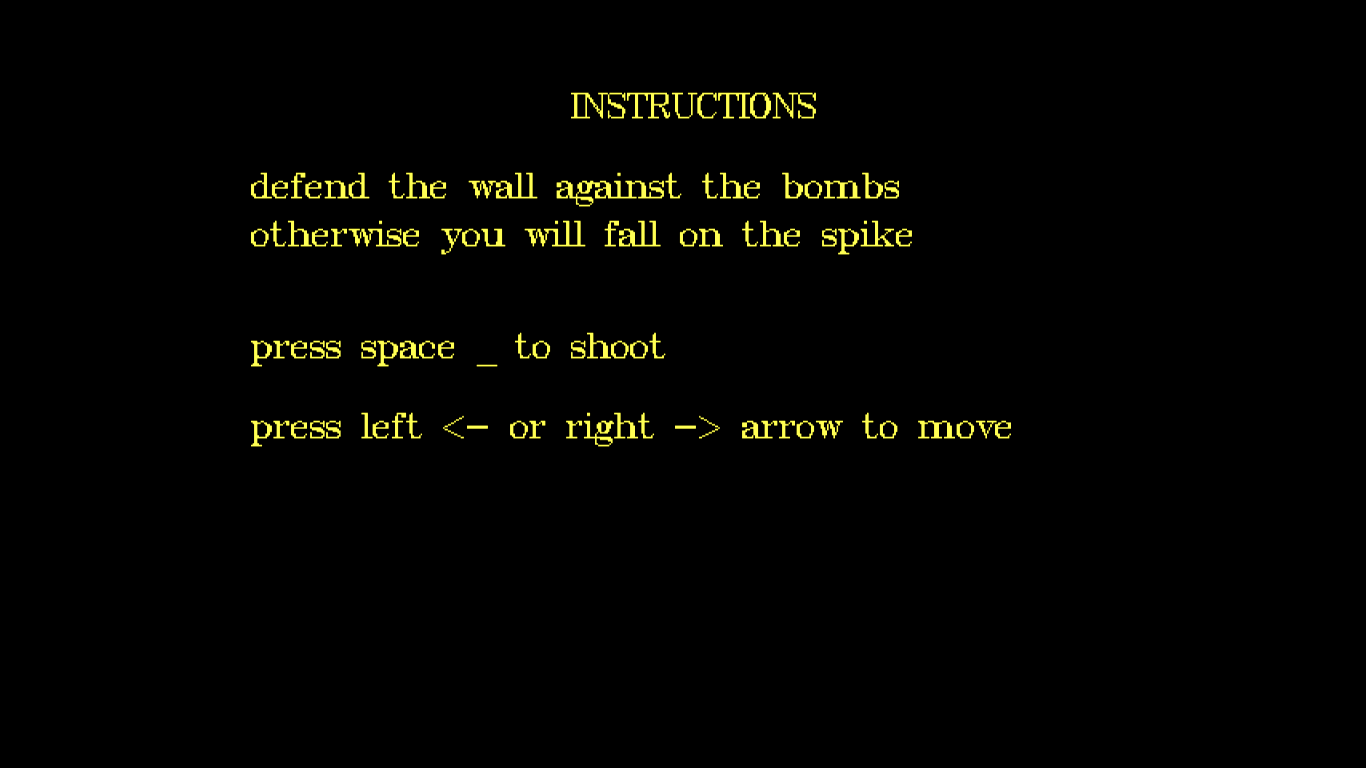 INSTRUCTIONS
defend the wall against the bombs
otherwise you will fall on the spike
press space _ to shoot
press left <- or right -> arrow to move